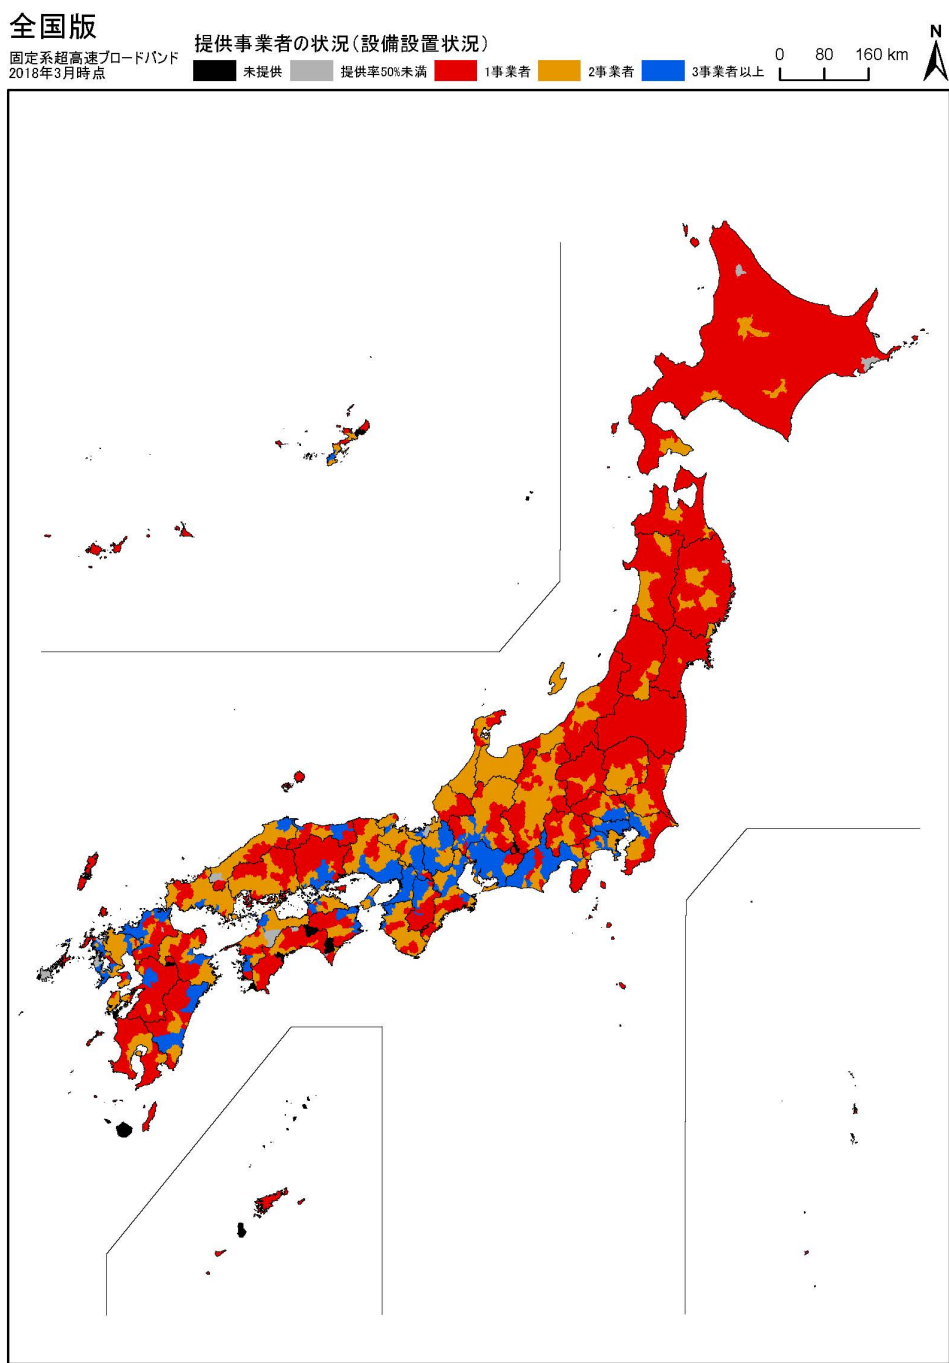 全国版
固定系超高速ブロードバンド
2018年3月時点
提供事業者の状況(設備設置状況)
未提供 提供率50%未満 1事業者 2事業者 3事業者以上
0 80 160 km
N